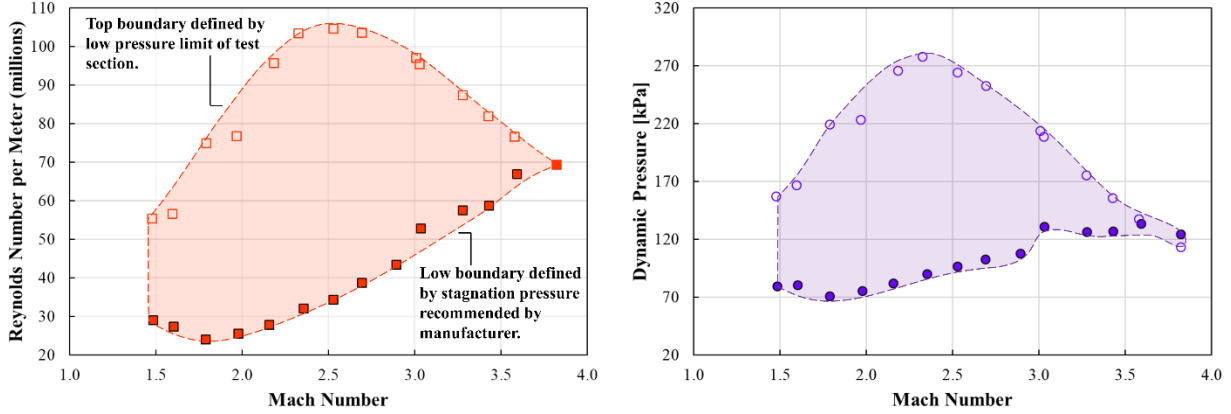 Top boundary defined by
low pressure limit of test
section.
Low boundary defined
by stagnation pressure
recommended by
manufacturer.
Reynolds Number per Meter (millions)
110
100
90
80
70
60
50
40
30
20
1.0
1.5
2.0
2.5
3.0
3.5
4.0
Mach Number
Dynamic Pressure [kPa]
320
270
220
170
120
70
20
1.0
1.5
2.0
2.5
3.0
3.5
4.0
Mach Number